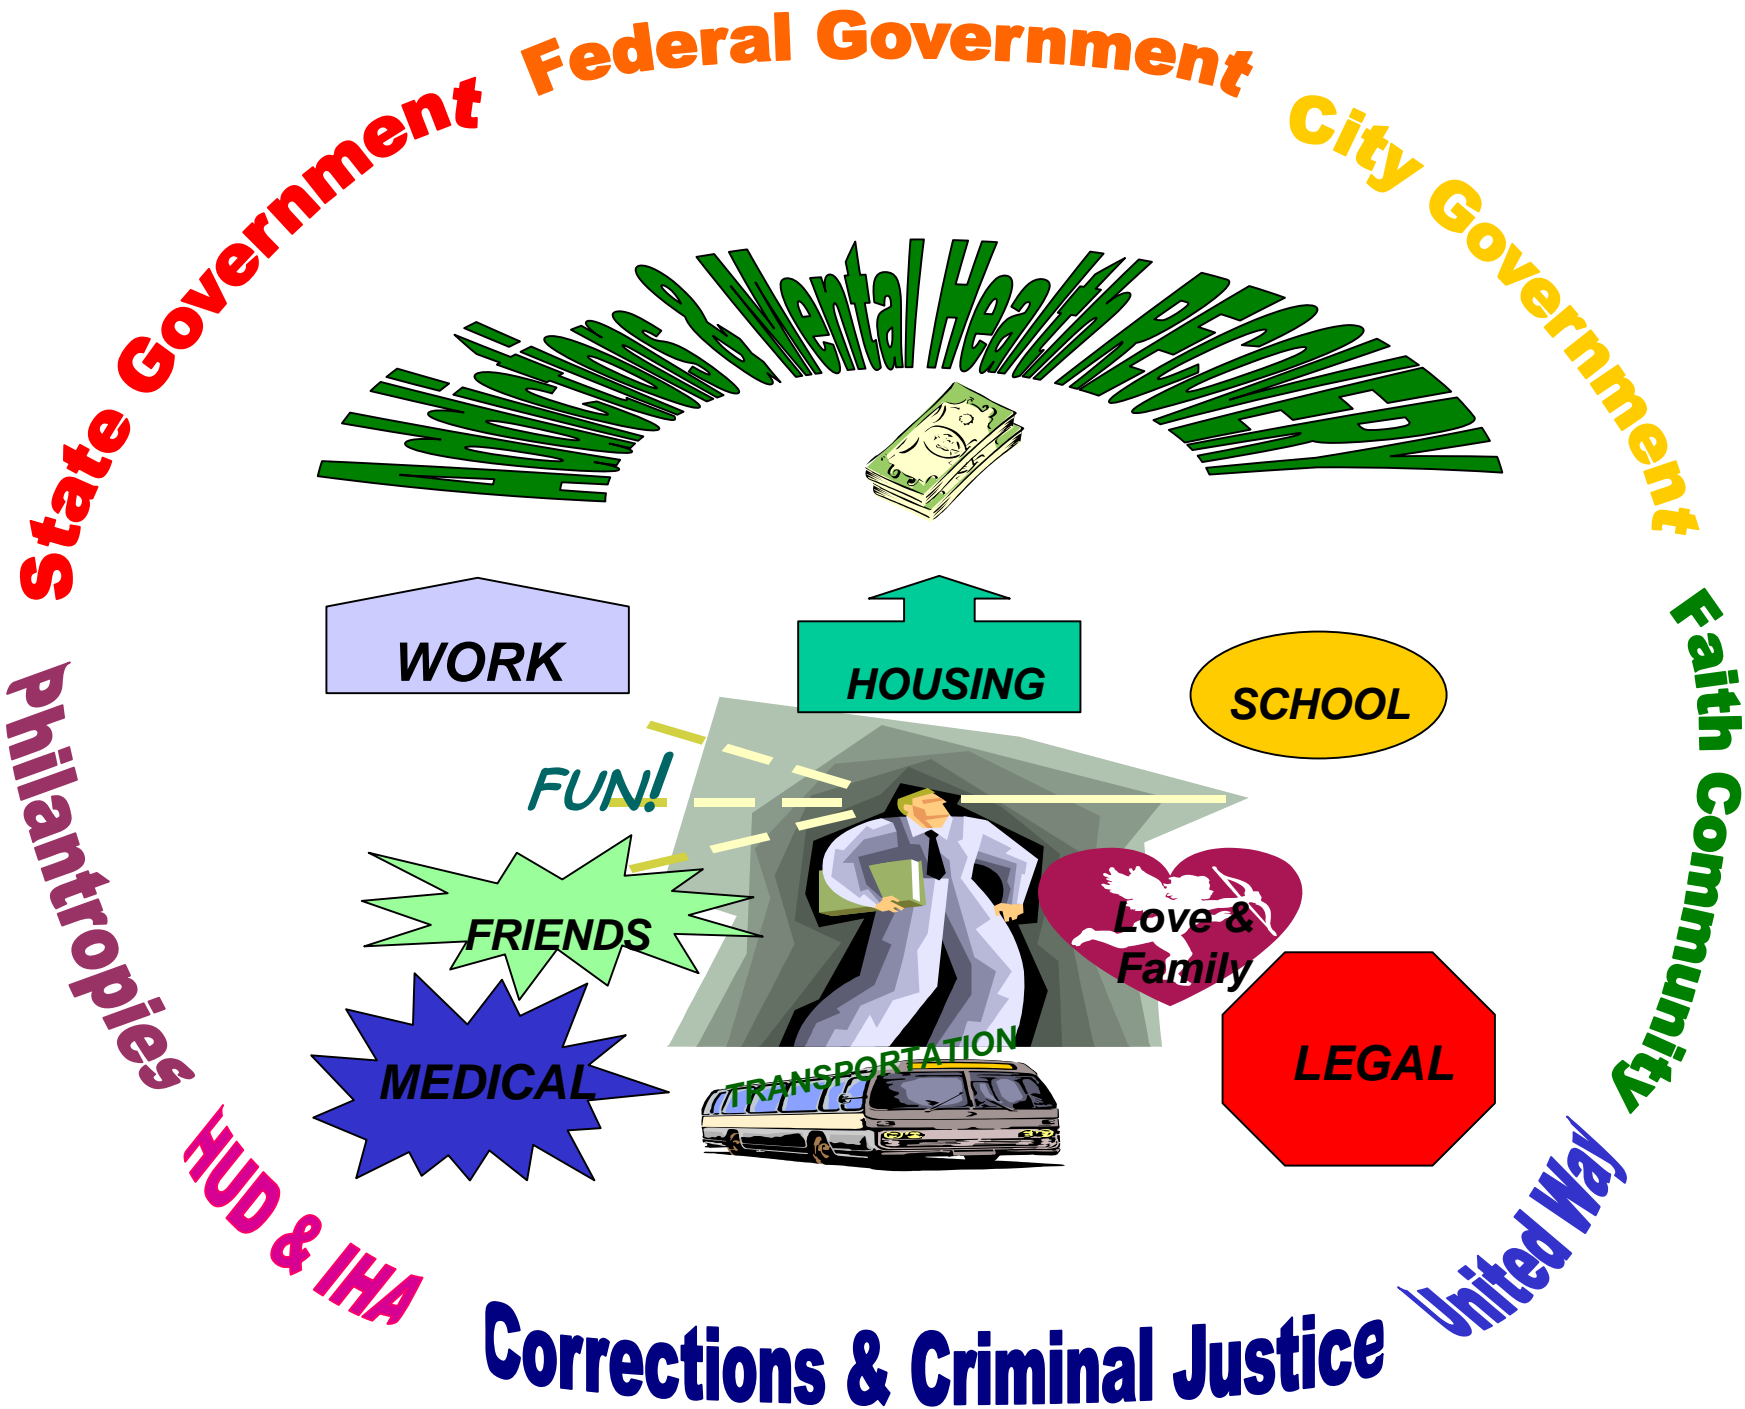 Federal Government
State Government
City Government
Addictions & Mental Health RECOVERY
WORK
HOUSING
SCHOOL
Faith Community
Philantropies
FUN!
FRIENDS
Love &
Family
MEDICAL
TRANSPORTATION
LEGAL
HUD & IHA
United Way
Corrections & Criminal Justice